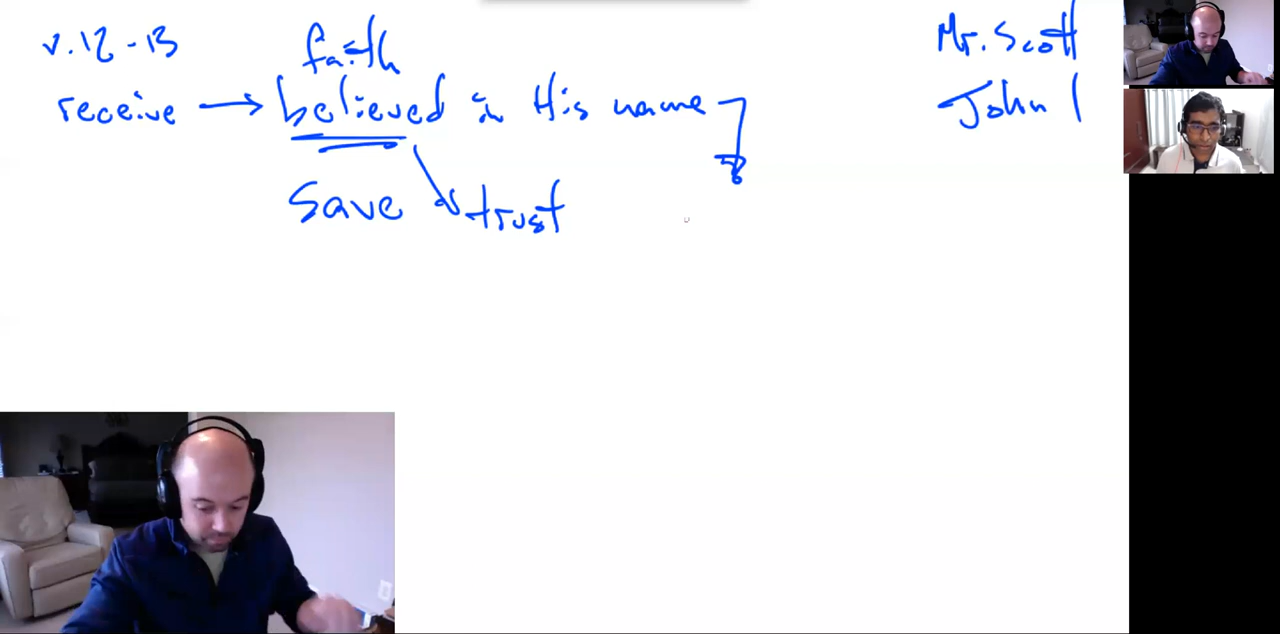 v.12-13
faith
receive → believed in His name
save trust
Mr. Scott
John 1